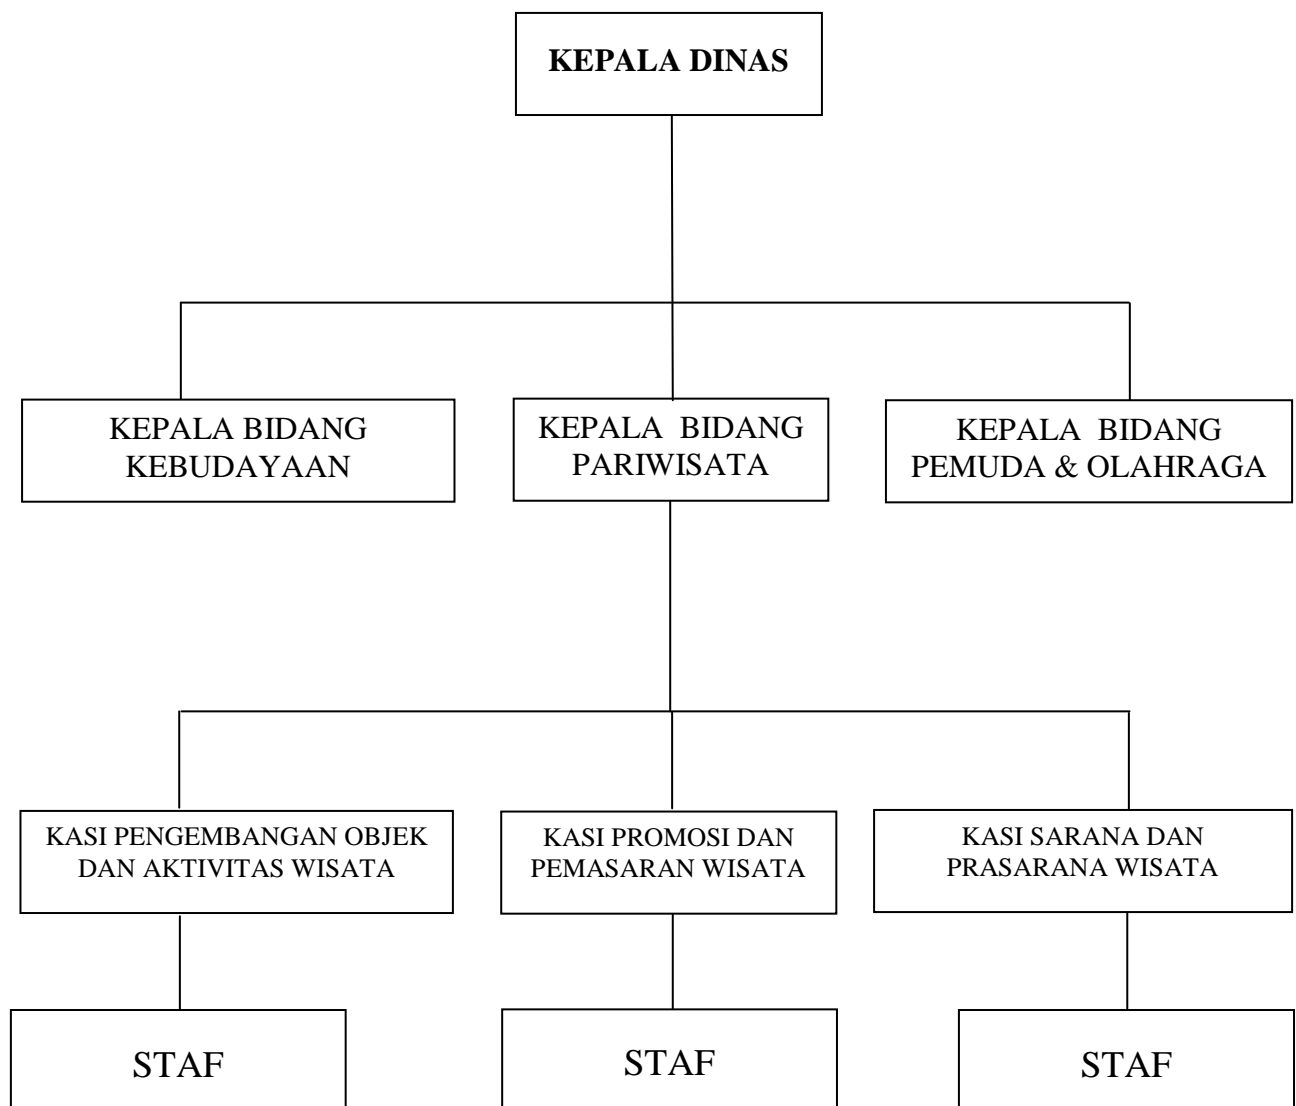 KEPALA DINAS
KEPALA BIDANG
KEBUDAYAAN
KEPALA BIDANG
PARIWISATA
KEPALA BIDANG
PEMUDA & OLAHRAGA
KASI PENGEMBANGAN OBJEK
DAN AKTIVITAS WISATA
KASI PROMOSI DAN
PEMASARAN WISATA
KASI SARANA DAN
PRASARANA WISATA
STAF
STAF
STAF